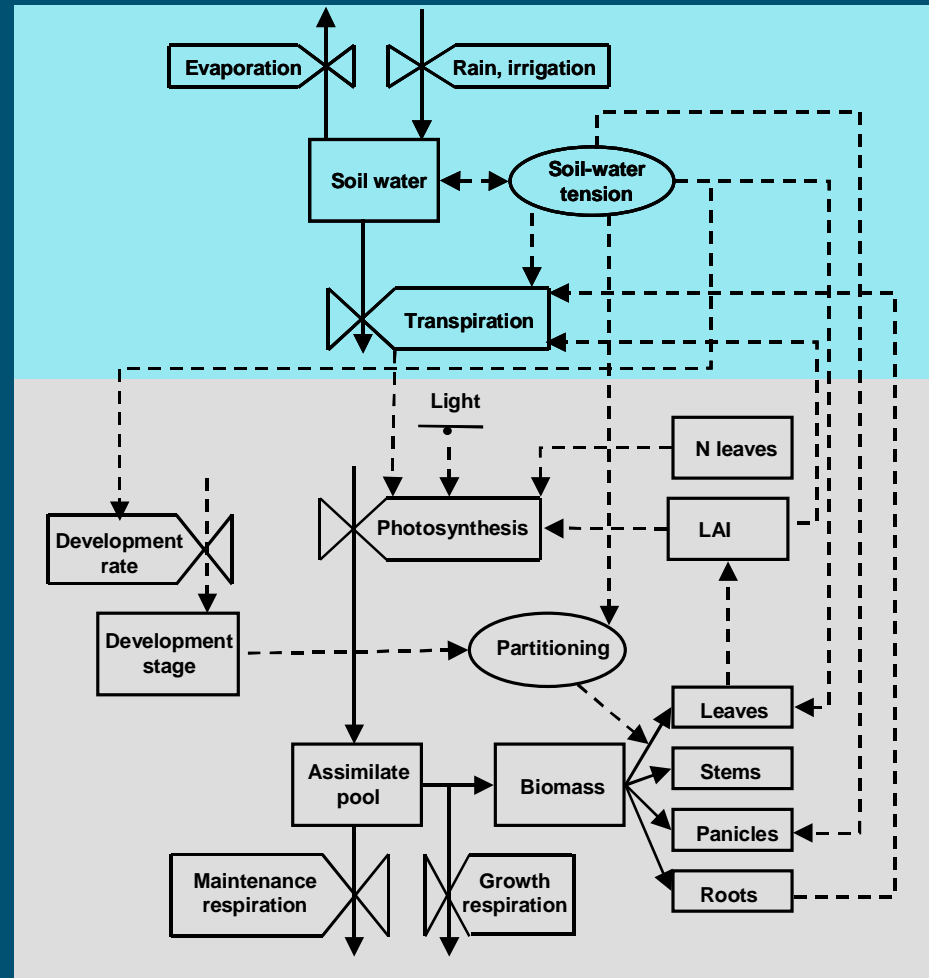 Evaporation
Rain, irrigation
Soil water
Soil-water
tension
Transpiration
Light
N leaves
Photosynthesis
LAI
Development
rate
Development
stage
Partitioning
Leaves
Assimilate
pool
Biomass
Stems
Panicles
Maintenance
respiration
Growth
respiration
Roots